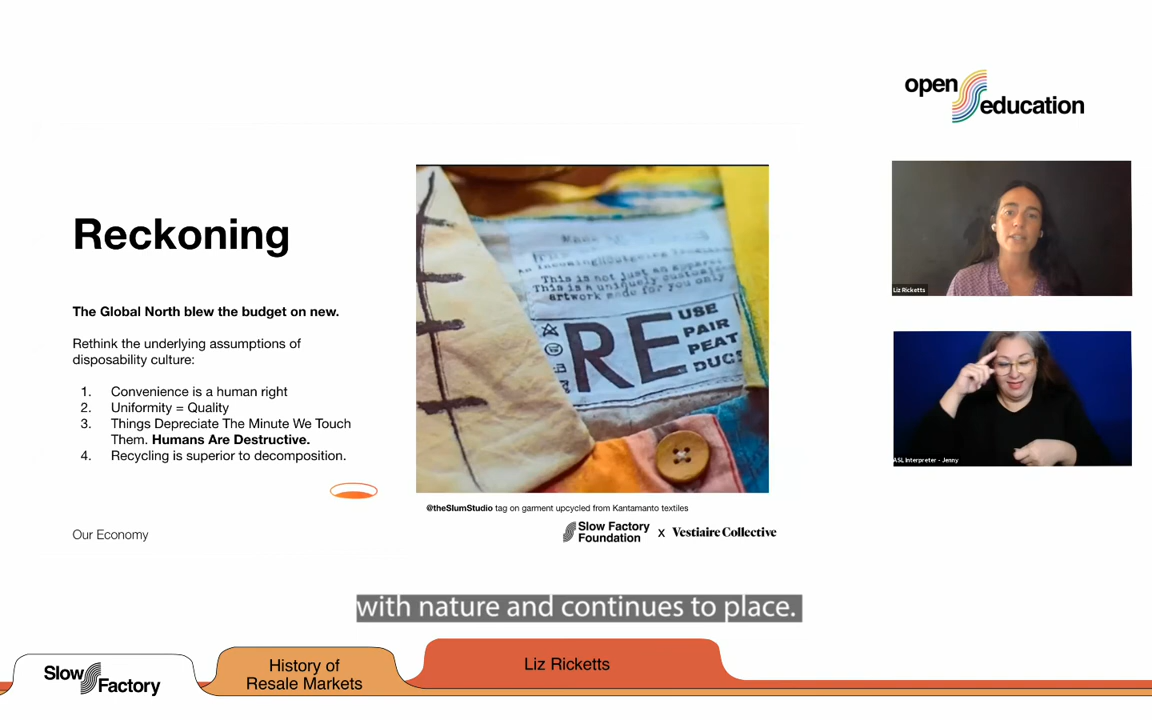 open
education
Reckoning
The Global North blew the budget on new.
Rethink the underlying assumptions of
disposability culture:
1. Convenience is a human right
2. Uniformity = Quality
3. Things Depreciate The Minute We Touch
Them. Humans Are Destructive.
4. Recycling is superior to decomposition.
Our Economy
This is not just an
This is a uniquely
artwork made for you only
RE
USE
PAIR
PEAT
DUC
@theSlumStudio tag on garment upcycled from Kantamanto textiles
Slow Factory
Foundation x Vestiaire Collective
Liz Ricketts
ASL Interpreter - Jenny
with nature and continues to place.
Slow
Factory
History of
Resale Markets
Liz Ricketts